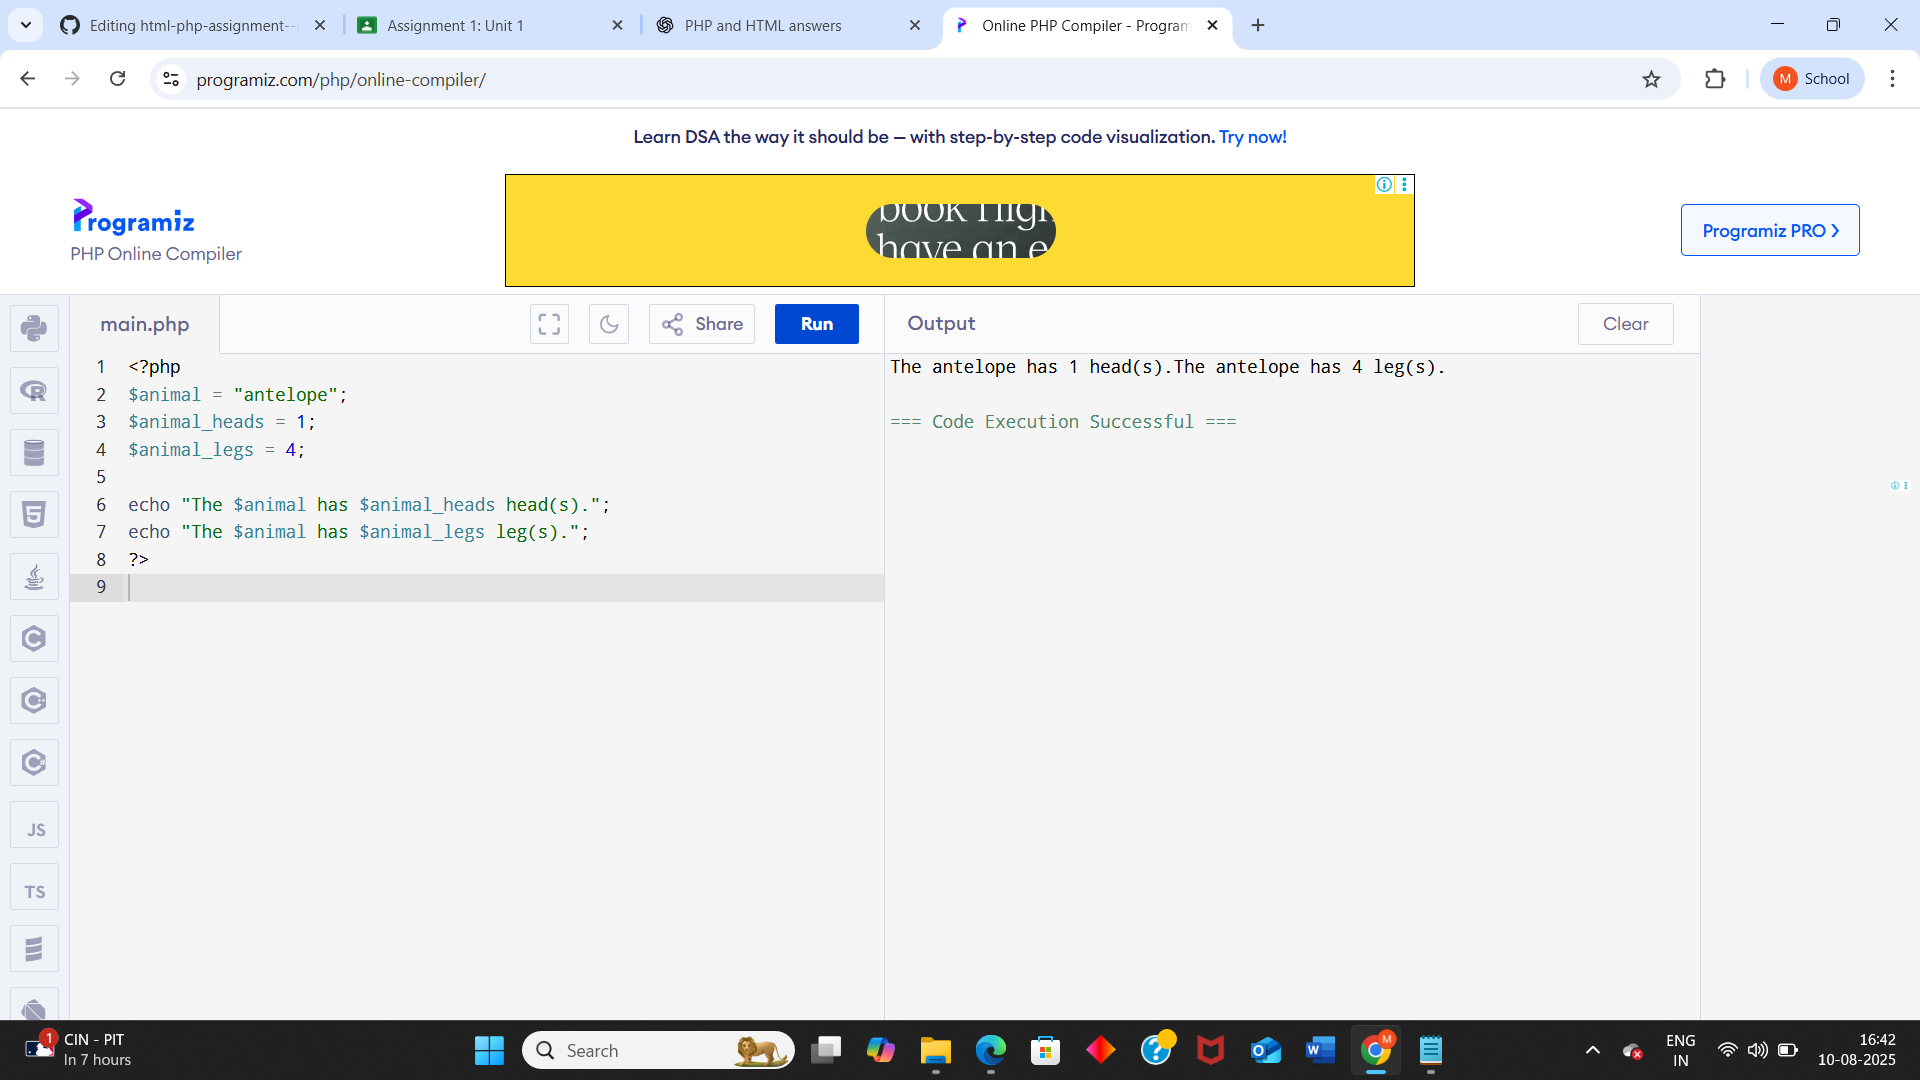 Editing html-php-assignment--
Assignment 1: Unit 1
PHP and HTML answers
Online PHP Compiler - Program
programiz.com/php/online-compiler/
M School
Learn DSA the way it should be — with step-by-step code visualization. Try now!
book
have an e
Programiz
PHP Online Compiler
Programiz PRO
main.php
Share
Run
Output
Clear
1 <?php
2 $animal = "antelope";
3 $animal_heads = 1;
4 $animal_legs = 4;
5
6 echo "The $animal has $animal_heads head(s).";
7 echo "The $animal has $animal_legs leg(s).";
8 ?>
9
The antelope has 1 head(s).The antelope has 4 leg(s).
=== Code Execution Successful ===
R
5
C
C
C
JS
TS
1
CIN - PIT
In 7 hours
Search
M
ENG
IN
16:42
10-08-2025